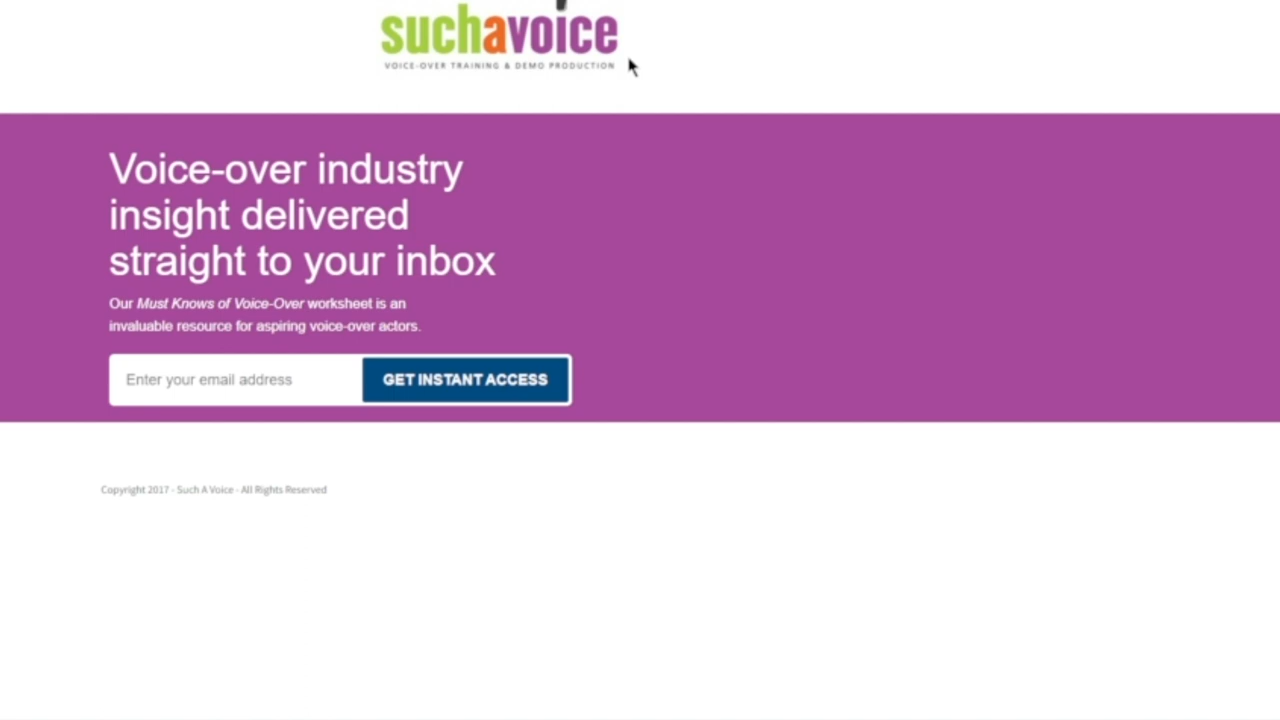 suchavoice
VOICE-OVER TRAINING & DEMO PRODUCTION
Voice-over industry
insight delivered
straight to your inbox
Our Must Knows of Voice-Over worksheet is an
invaluable resource for aspiring voice-over actors.
Enter your email address
GET INSTANT ACCESS
Copyright 2017 - Such A Voice - All Rights Reserved